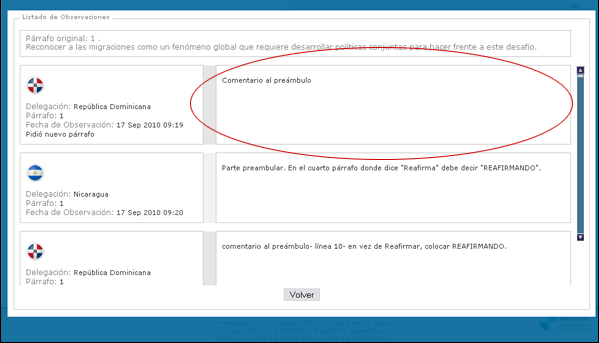 Listado de Observaciones
Párrafo original: 1 .
Reconocer a las migraciones como un fenómeno global que requiere desarrollar políticas conjuntas para hacer frente a este desafío.
Delegación: República Dominicana
Párrafo: 1
Fecha de Observación: 17 Sep 2010 09:19
Pidió nuevo párrafo
Comentario al preámbulo
Delegación: Nicaragua
Párrafo: 1
Fecha de Observación: 17 Sep 2010 09:20
Parte preambular. En el cuarto párrafo donde dice "Reafirma" debe decir "REAFIRMANDO".
Delegación: República Dominicana
Párrafo: 1
comentario al preámbulo- línea 10- en vez de Reafirmar, colocar REAFIRMANDO.
Volver